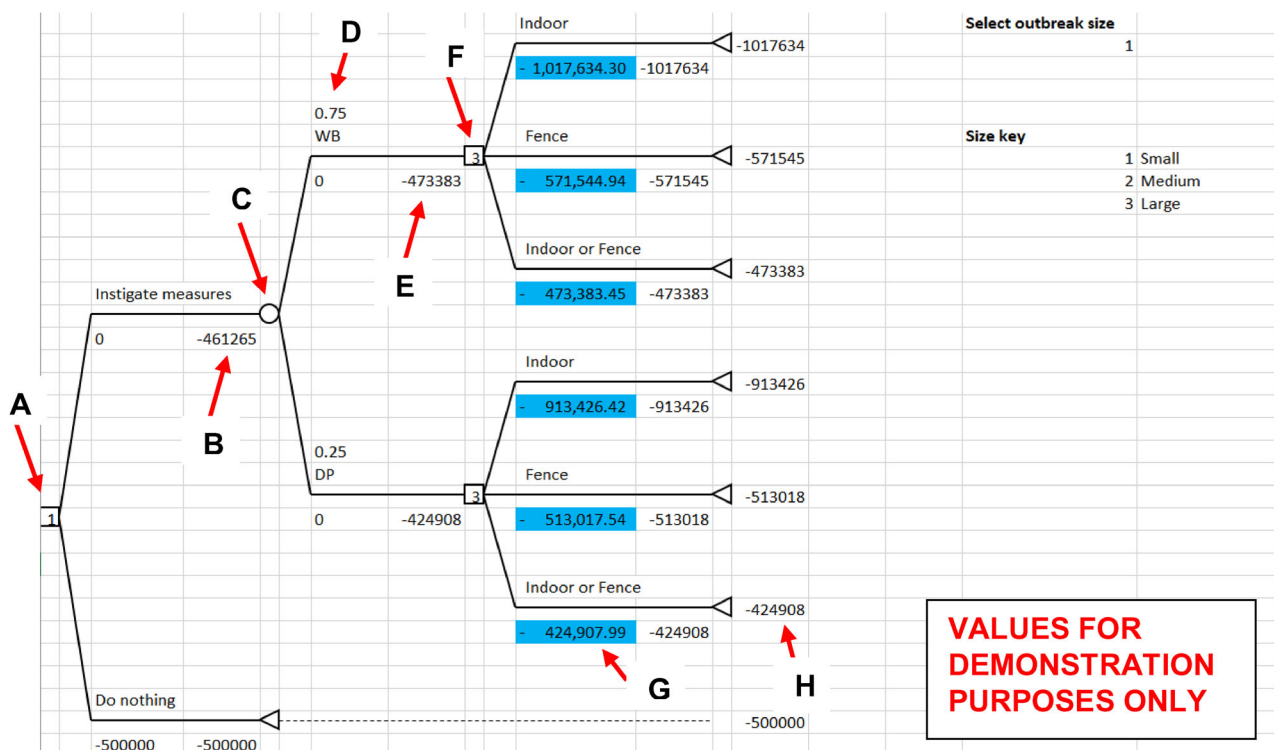 Indoor
Select outbreak size
D
F
-1017634
1
- 1,017,634.30 -1017634
0.75
WB
Fence
Size key
3
-571545
1 Small
C
0 -473383
- 571,544.94 -571545
2 Medium
3 Large
Indoor or Fence
E
-473383
Instigate measures
- 473,383.45 -473383
0 -461265
Indoor
A
-913426
B
- 913,426.42 -913426
0.25
DP
Fence
3
-513018
1
0 -424908
- 513,017.54 -513018
Indoor or Fence
-424908
- 424,907.99 -424908
VALUES FOR
DEMONSTRATION
PURPOSES ONLY
G
H
Do nothing
-500000
-500000 -500000